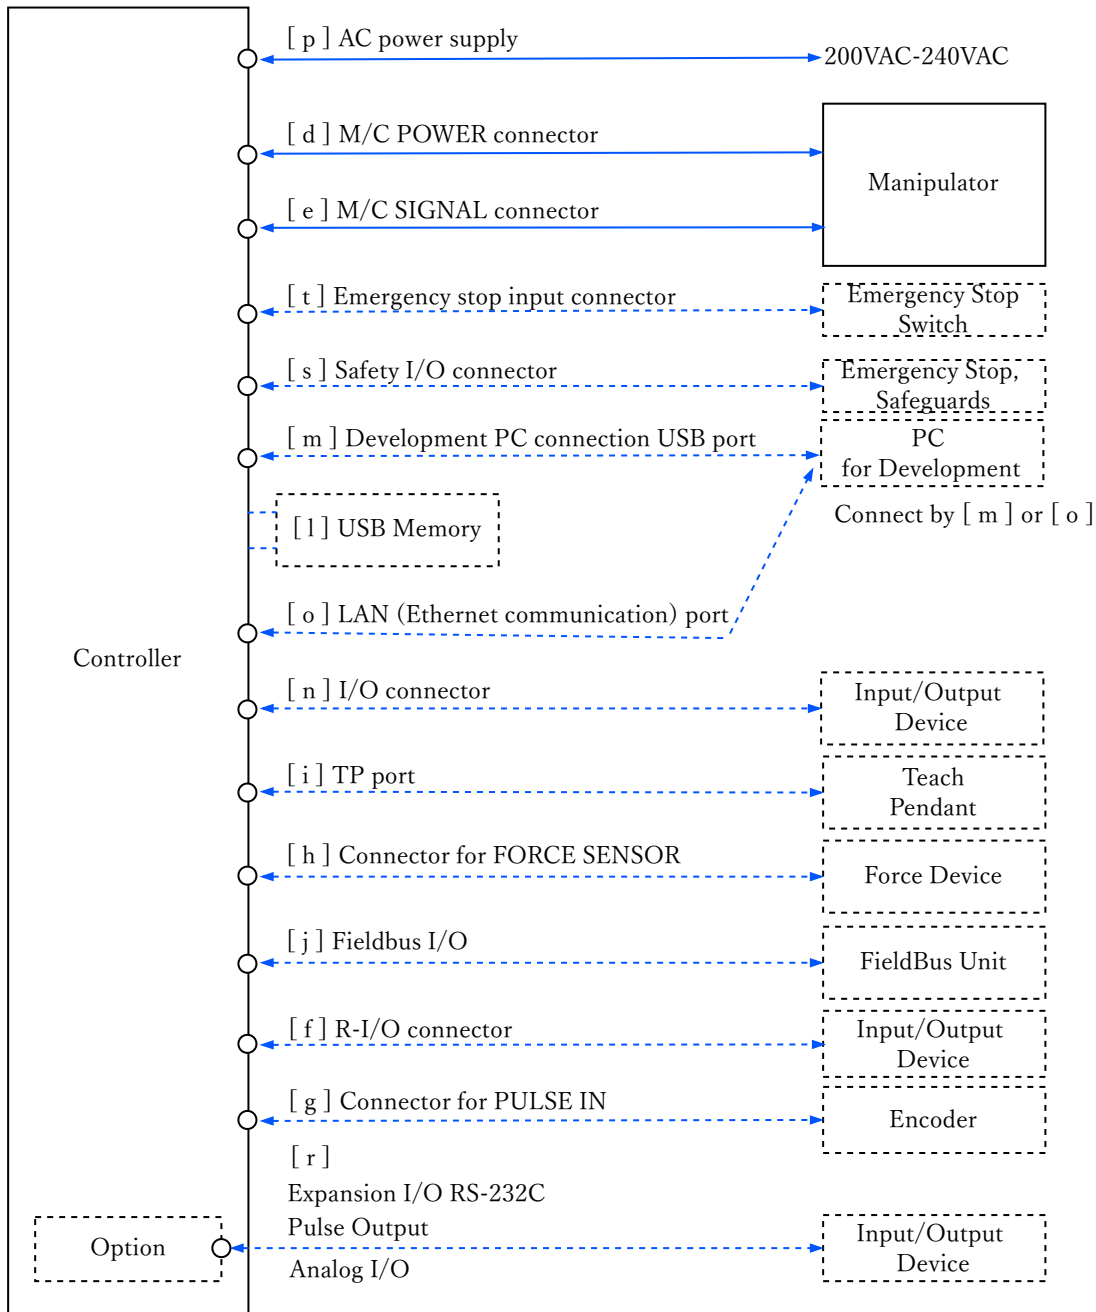 [ p ] AC power supply
200VAC-240VAC
[ d ] M/C POWER connector
Manipulator
[ e ] M/C SIGNAL connector
[ t ] Emergency stop input connector
Emergency Stop
Switch
[ s ] Safety I/O connector
Emergency Stop,
Safeguards
[ m ] Development PC connection USB port
PC
for Development
Connect by [ m ] or [ o ]
[ l ] USB Memory
[ o ] LAN (Ethernet communication) port
Controller
[ n ] I/O connector
Input/Output
Device
[ i ] TP port
Teach
Pendant
[ h ] Connector for FORCE SENSOR
Force Device
[ j ] Fieldbus I/O
FieldBus Unit
[ f ] R-I/O connector
Input/Output
Device
[ g ] Connector for PULSE IN
Encoder
[ r ]
Expansion I/O RS-232C
Pulse Output
Analog I/O
Option
Input/Output
Device